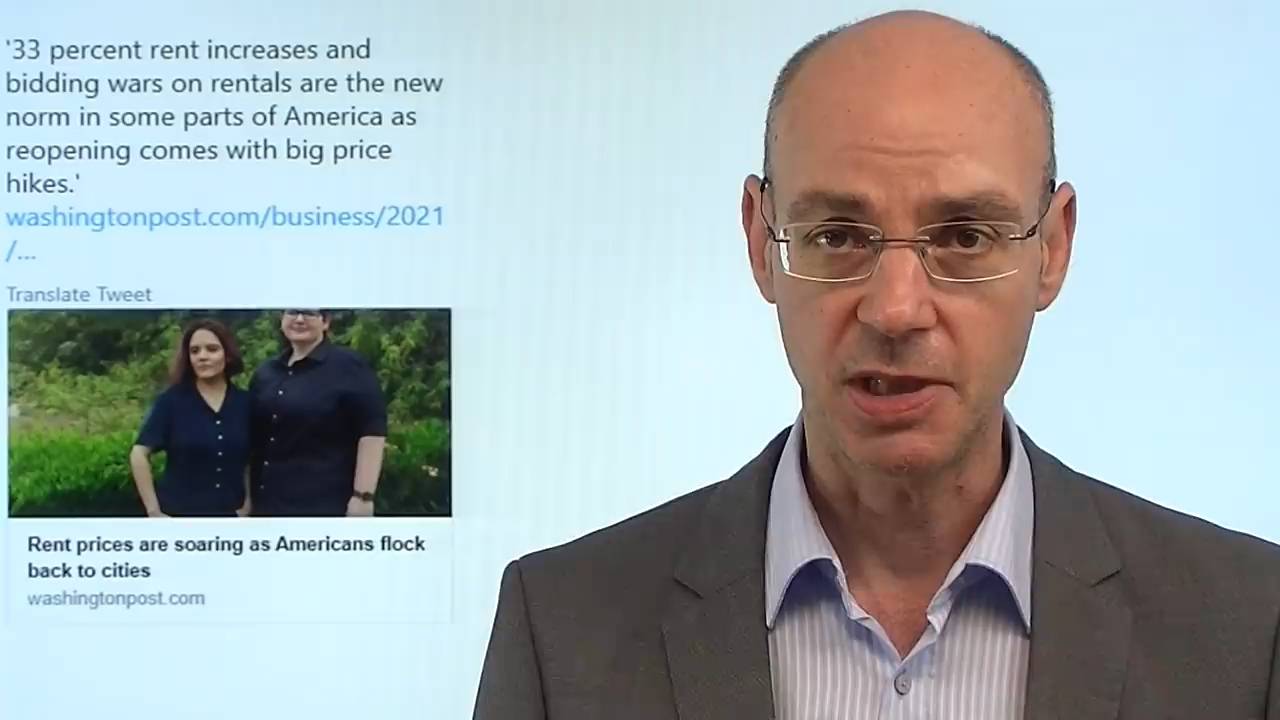 '33 percent rent increases and
bidding wars on rentals are the new
norm in some parts of America as
reopening comes with big price
hikes.'
washingtonpost.com/business/2021
/...
Translate Tweet
Rent prices are soaring as Americans flock
back to cities
washingtonpost.com